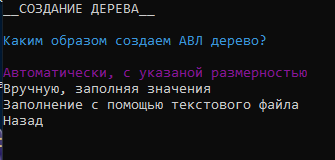 __СОЗДАНИЕ ДЕРЕВА__
Каким образом создаем АВЛ дерево?
Автоматически, с указаной размерностью
Вручную, заполняя значения
Заполнение с помощью текстового файла
Назад